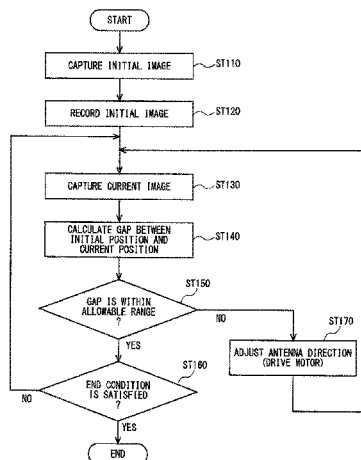 START
CAPTURE INITIAL IMAGE
ST110
RECORD INITIAL IMAGE
ST120
CAPTURE CURRENT IMAGE
ST130
CALCULATE GAP BETWEEN
INITIAL POSITION AND
CURRENT POSITION
ST140
GAP IS WITHIN
ALLOWABLE RANGE
?
ST150
NO
YES
ST170
ADJUST ANTENNA DIRECTION
(DRIVE MOTOR)
END CONDITION
IS SATISFIED
?
ST160
NO
YES
END